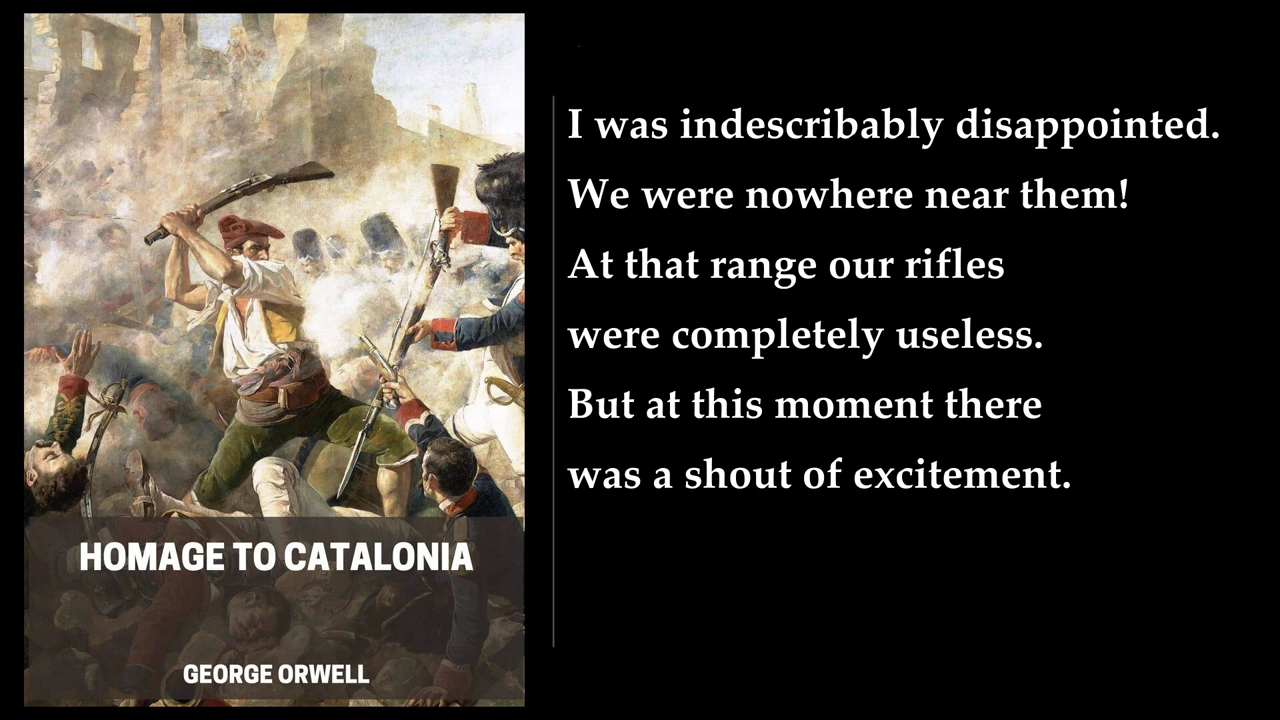 HOMAGE TO CATALONIA
GEORGE ORWELL
I was indescribably disappointed.
We were nowhere near them!
At that range our rifles
were completely useless.
But at this moment there
was a shout of excitement.